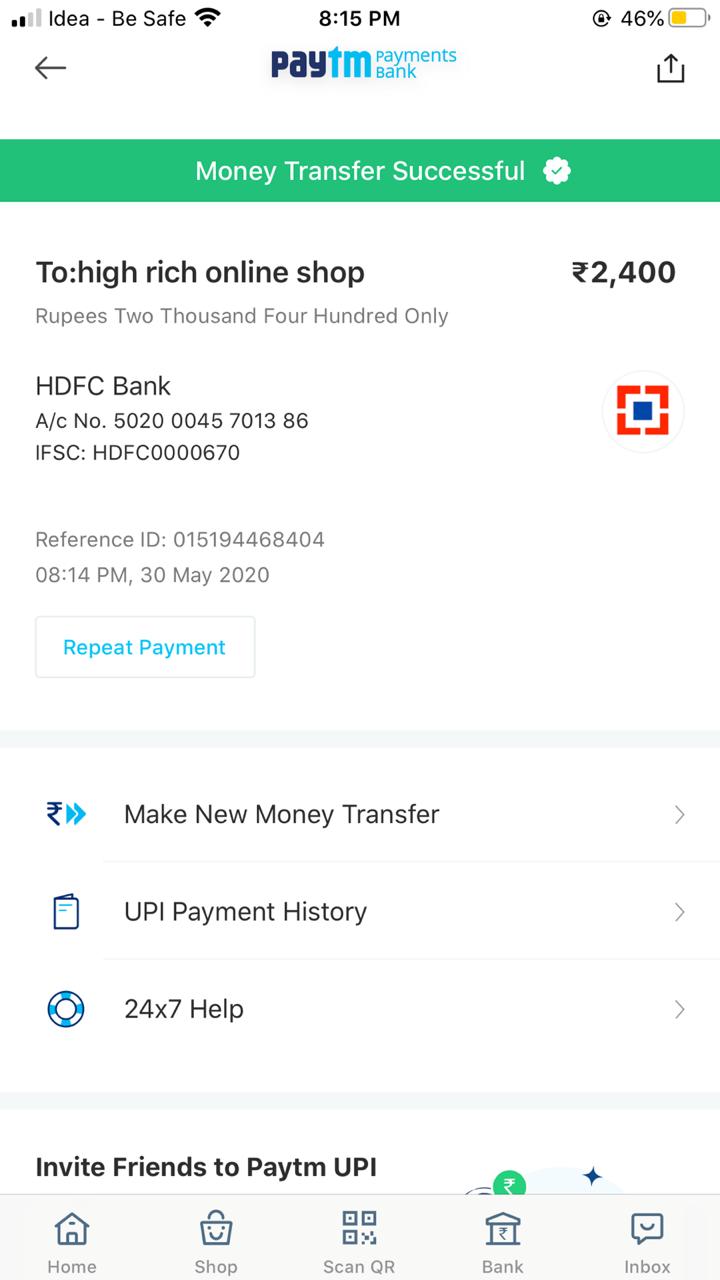 Idea - Be Safe 8:15 PM 46%
paytm Payments Bank
Money Transfer Successful
To:high rich online shop ₹2,400
Rupees Two Thousand Four Hundred Only
HDFC Bank
A/c No. 5020 0045 7013 86
IFSC: HDFC0000670
Reference ID: 015194468404
08:14 PM, 30 May 2020
Repeat Payment
₹ Make New Money Transfer
UPI Payment History
24x7 Help
Invite Friends to Paytm UPI
₹
Home Shop Scan QR Bank Inbox